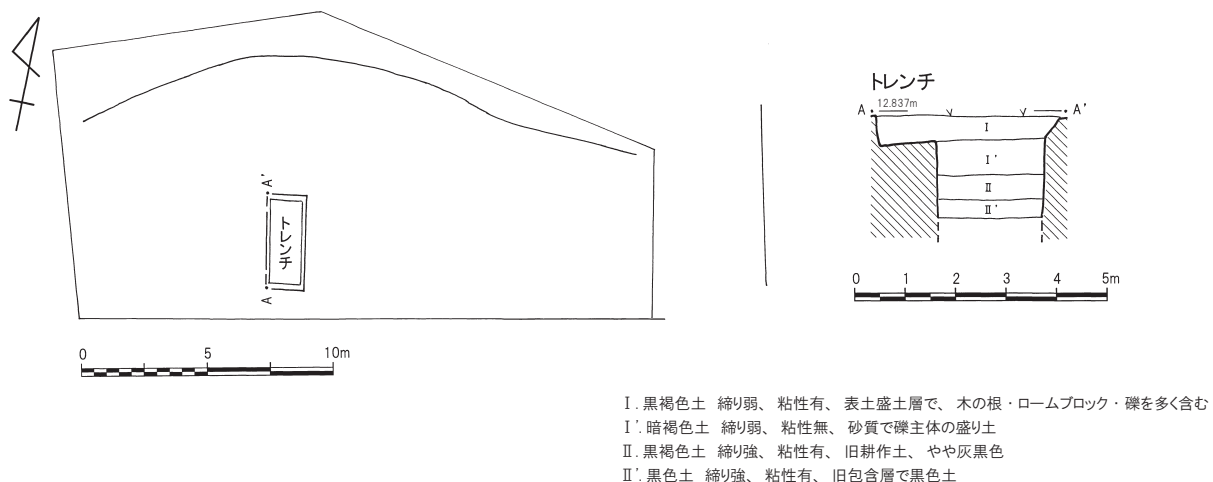 トレンチ
A 12.837m A'
I
I'
II
II'
A'
トレンチ
A
0 1 2 3 4 5m
0 5 10m
Ⅰ. 黒褐色土 締り弱、粘性有、表土盛土層で、木の根・ロームブロック・礫を多く含む
Ⅰ'. 暗褐色土 締り弱、粘性無、砂質で礫主体の盛り土
Ⅱ. 黒褐色土 締り強、粘性有、旧耕作土、やや灰黒色
Ⅱ'. 黒色土 締り強、粘性有、旧包含層で黒色土